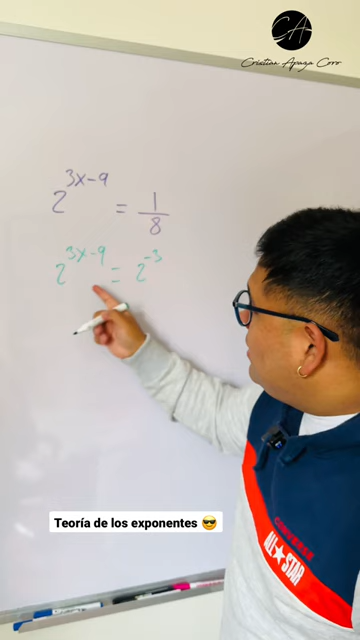 CA
Cristian Apaza Coro
2^{3x-9} = 1/8
2^{3x-9} = 2^{-3}
Teoría de los exponentes 😎
CONVERSE
ALL★STAR